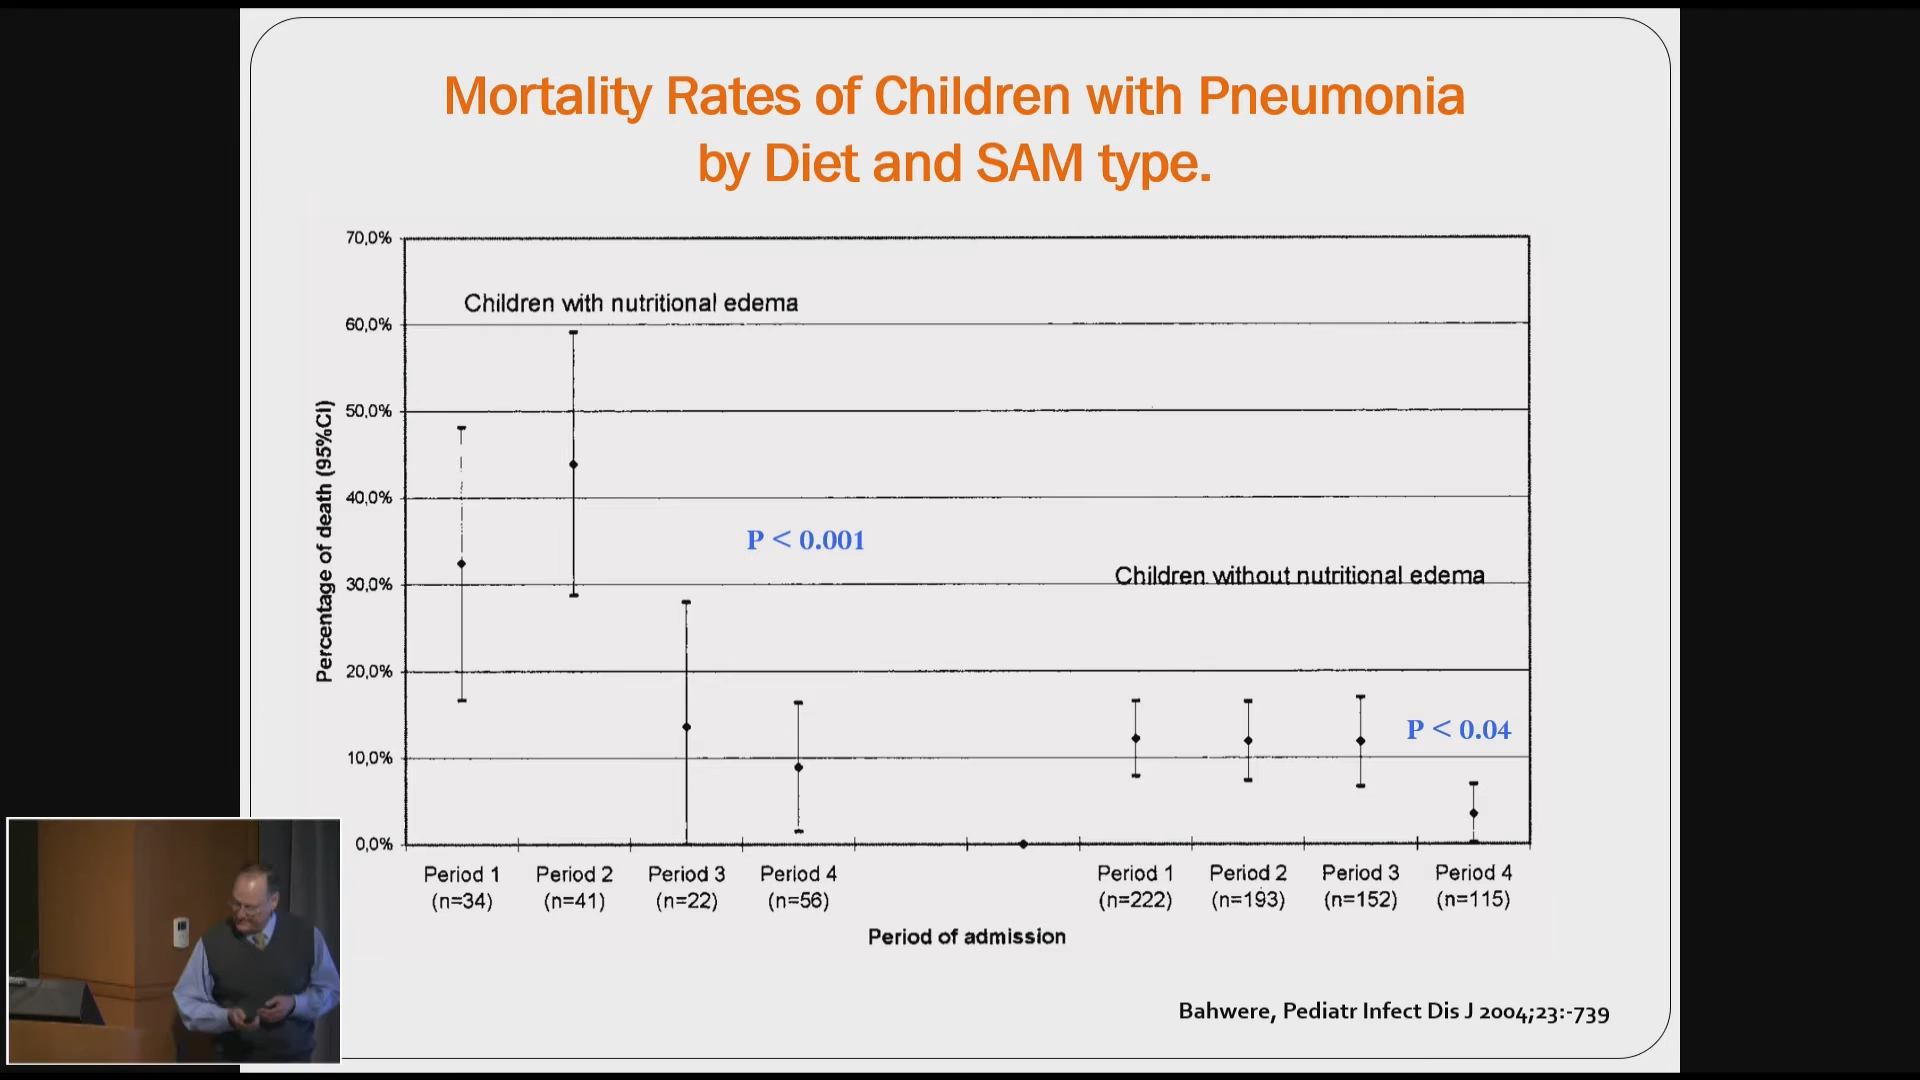 Mortality Rates of Children with Pneumonia
by Diet and SAM type.
70,0%
60,0%
50,0%
40,0%
30,0%
20,0%
10,0%
0,0%
Percentage of death (95%CI)
Children with nutritional edema
P < 0.001
Children without nutritional edema
P < 0.04
Period 1
(n=34)
Period 2
(n=41)
Period 3
(n=22)
Period 4
(n=56)
Period 1
(n=222)
Period 2
(n=193)
Period 3
(n=152)
Period 4
(n=115)
Period of admission
Bahwere, Pediatr Infect Dis J 2004;23:-739